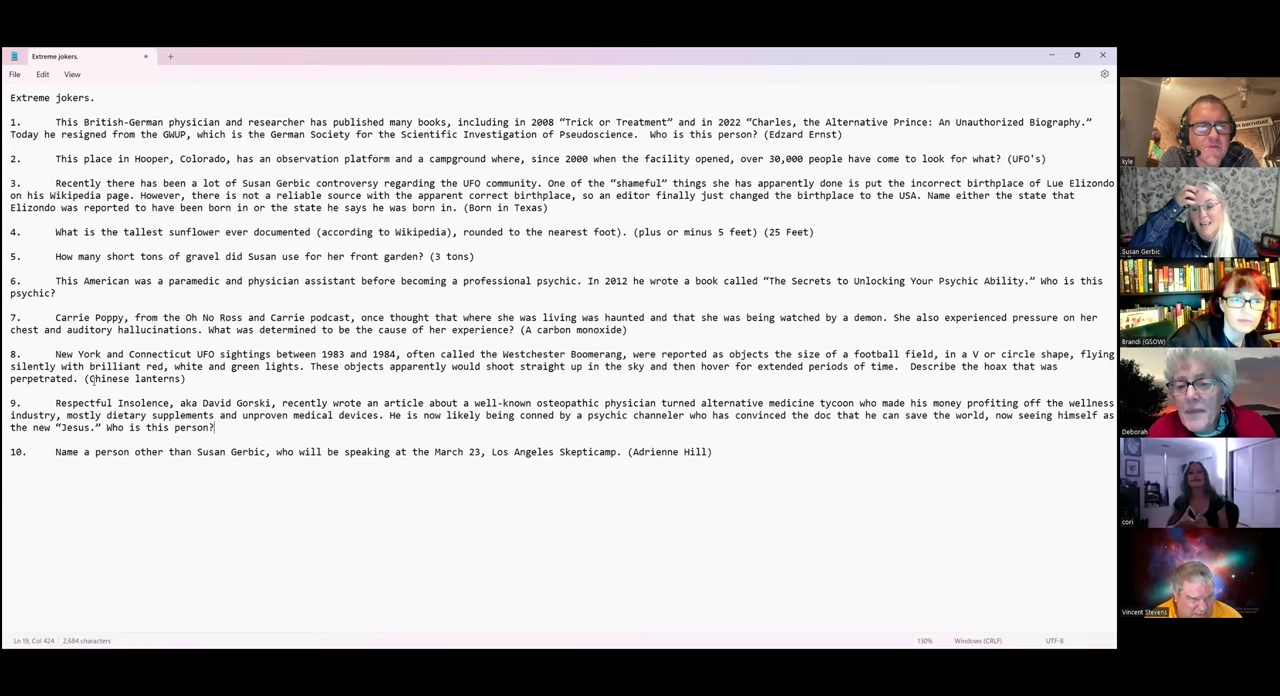 Extreme jokers.
File Edit View
Extreme jokers.
1. This British-German physician and researcher has published many books, including in 2008 “Trick or Treatment” and in 2022 “Charles, the Alternative Prince: An Unauthorized Biography.”
Today he resigned from the GWUP, which is the German Society for the Scientific Investigation of Pseudoscience. Who is this person? (Edzard Ernst)
2. This place in Hooper, Colorado, has an observation platform and a campground where, since 2000 when the facility opened, over 30,000 people have come to look for what? (UFO's)
3. Recently there has been a lot of Susan Gerbic controversy regarding the UFO community. One of the “shameful” things she has apparently done is put the incorrect birthplace of Lue Elizondo
on his Wikipedia page. However, there is not a reliable source with the apparent correct birthplace, so an editor finally just changed the birthplace to the USA. Name either the state that
Elizondo was reported to have been born in or the state he says he was born in. (Born in Texas)
4. What is the tallest sunflower ever documented (according to Wikipedia), rounded to the nearest foot). (plus or minus 5 feet) (25 Feet)
5. How many short tons of gravel did Susan use for her front garden? (3 tons)
6. This American was a paramedic and physician assistant before becoming a professional psychic. In 2012 he wrote a book called “The Secrets to Unlocking Your Psychic Ability.” Who is this
psychic?
7. Carrie Poppy, from the Oh No Ross and Carrie podcast, once thought that where she was living was haunted and that she was being watched by a demon. She also experienced pressure on her
chest and auditory hallucinations. What was determined to be the cause of her experience? (A carbon monoxide)
8. New York and Connecticut UFO sightings between 1983 and 1984, often called the Westchester Boomerang, were reported as objects the size of a football field, in a V or circle shape, flying
silently with brilliant red, white and green lights. These objects apparently would shoot straight up in the sky and then hover for extended periods of time. Describe the hoax that was
perpetrated. (Chinese lanterns)
9. Respectful Insolence, aka David Gorski, recently wrote an article about a well-known osteopathic physician turned alternative medicine tycoon who made his money profiting off the wellness
industry, mostly dietary supplements and unproven medical devices. He is now likely being conned by a psychic channeler who has convinced the doc that he can save the world, now seeing himself as
the new “Jesus.” Who is this person?
10. Name a person other than Susan Gerbic, who will be speaking at the March 23, Los Angeles Skepticamp. (Adrienne Hill)
Ln 19, Col 424 2,684 characters 130% Windows (CRLF) UTF-8
BIRTHDAY
kyle
Susan Gerbic
Brandi (GSOW)
Deborah
cori
Vincent Stevens